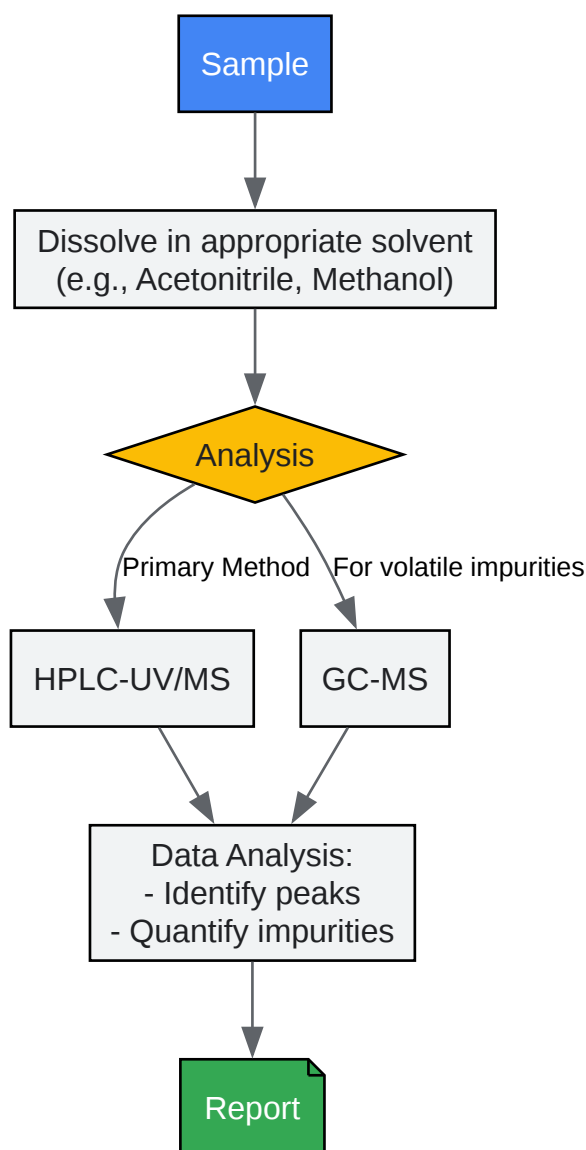 Sample
Dissolve in appropriate solvent
(e.g., Acetonitrile, Methanol)
Analysis
Primary Method
For volatile impurities
HPLC-UV/MS
GC-MS
Data Analysis:
- Identify peaks
- Quantify impurities
Report